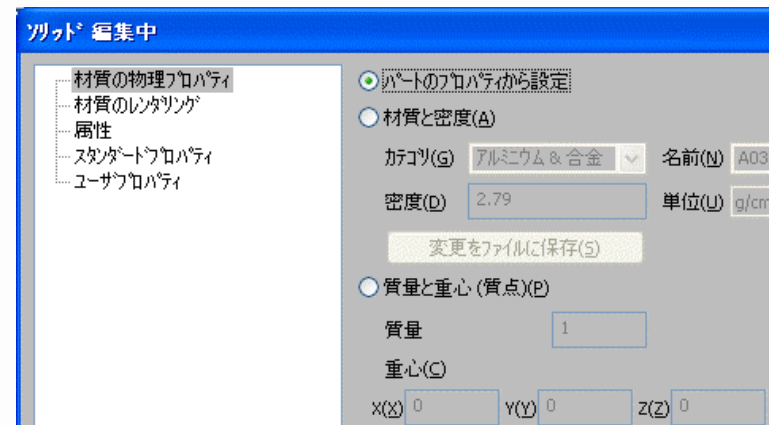 ソリッド 編集中
材質の物理プロパティ
材質のレンダリング
属性
スタンダードプロパティ
ユーザプロパティ
パートのプロパティから設定
材質と密度(A)
カテゴリ(G) アルミニウム & 合金 名前(N) A03
密度(D) 2.79 単位(U) g/cm
変更をファイルに保存(S)
質量と重心 (質点)(P)
質量 1
重心(C)
X(X) 0 Y(Y) 0 Z(Z) 0